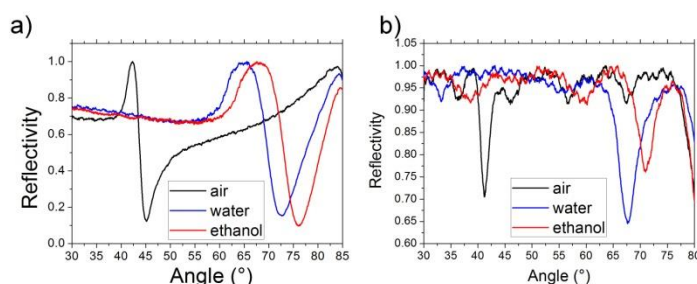 a)
Reflectivity
1.0
0.8
0.6
0.4
0.2
0.0
air
water
ethanol
30 35 40 45 50 55 60 65 70 75 80 85
Angle (°)
b)
Reflectivity
1.05
1.00
0.95
0.90
0.85
0.80
0.75
0.70
0.65
0.60
air
water
ethanol
30 35 40 45 50 55 60 65 70 75 80
Angle (°)